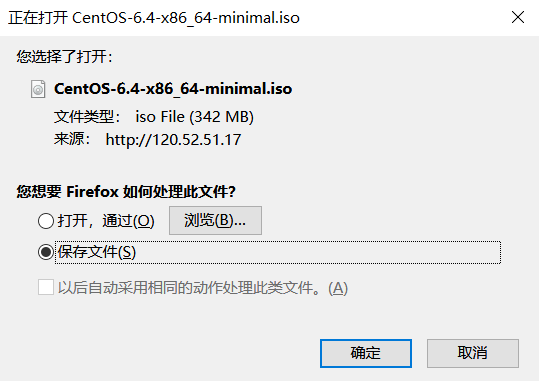 正在打开 CentOS-6.4-x86_64-minimal.iso
您选择了打开：
CentOS-6.4-x86_64-minimal.iso
文件类型： iso File (342 MB)
来源： http://120.52.51.17
您想要 Firefox 如何处理此文件？
打开，通过(O) 浏览(B)...
保存文件(S)
以后自动采用相同的动作处理此类文件。(A)
确定 取消